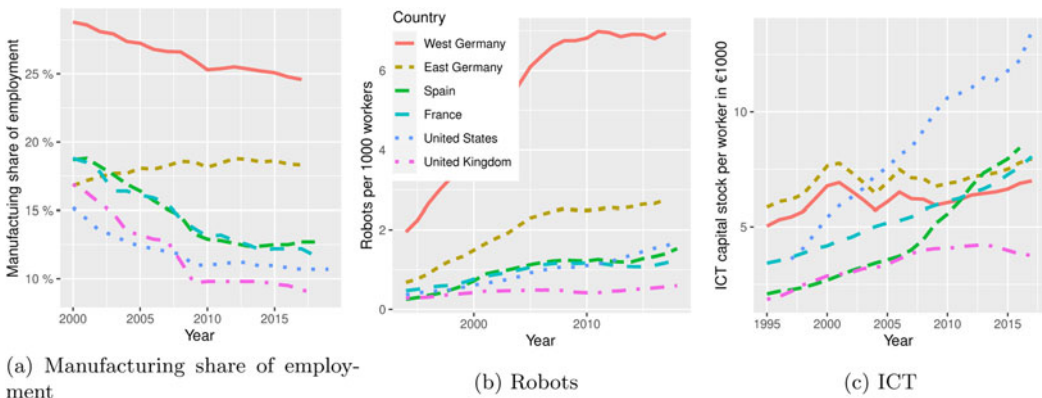 Manufactuing share of employment
25 %
20 %
15 %
10 %
2000
2005
2010
2015
Year
(a) Manufacturing share of employ-
ment
Robots per 1000 workers
6
4
2
0
Country
West Germany
East Germany
Spain
France
United States
United Kingdom
2000
2010
Year
(b) Robots
ICT capital stock per worker in €1000
10
5
1995
2000
2005
2010
2015
Year
(c) ICT